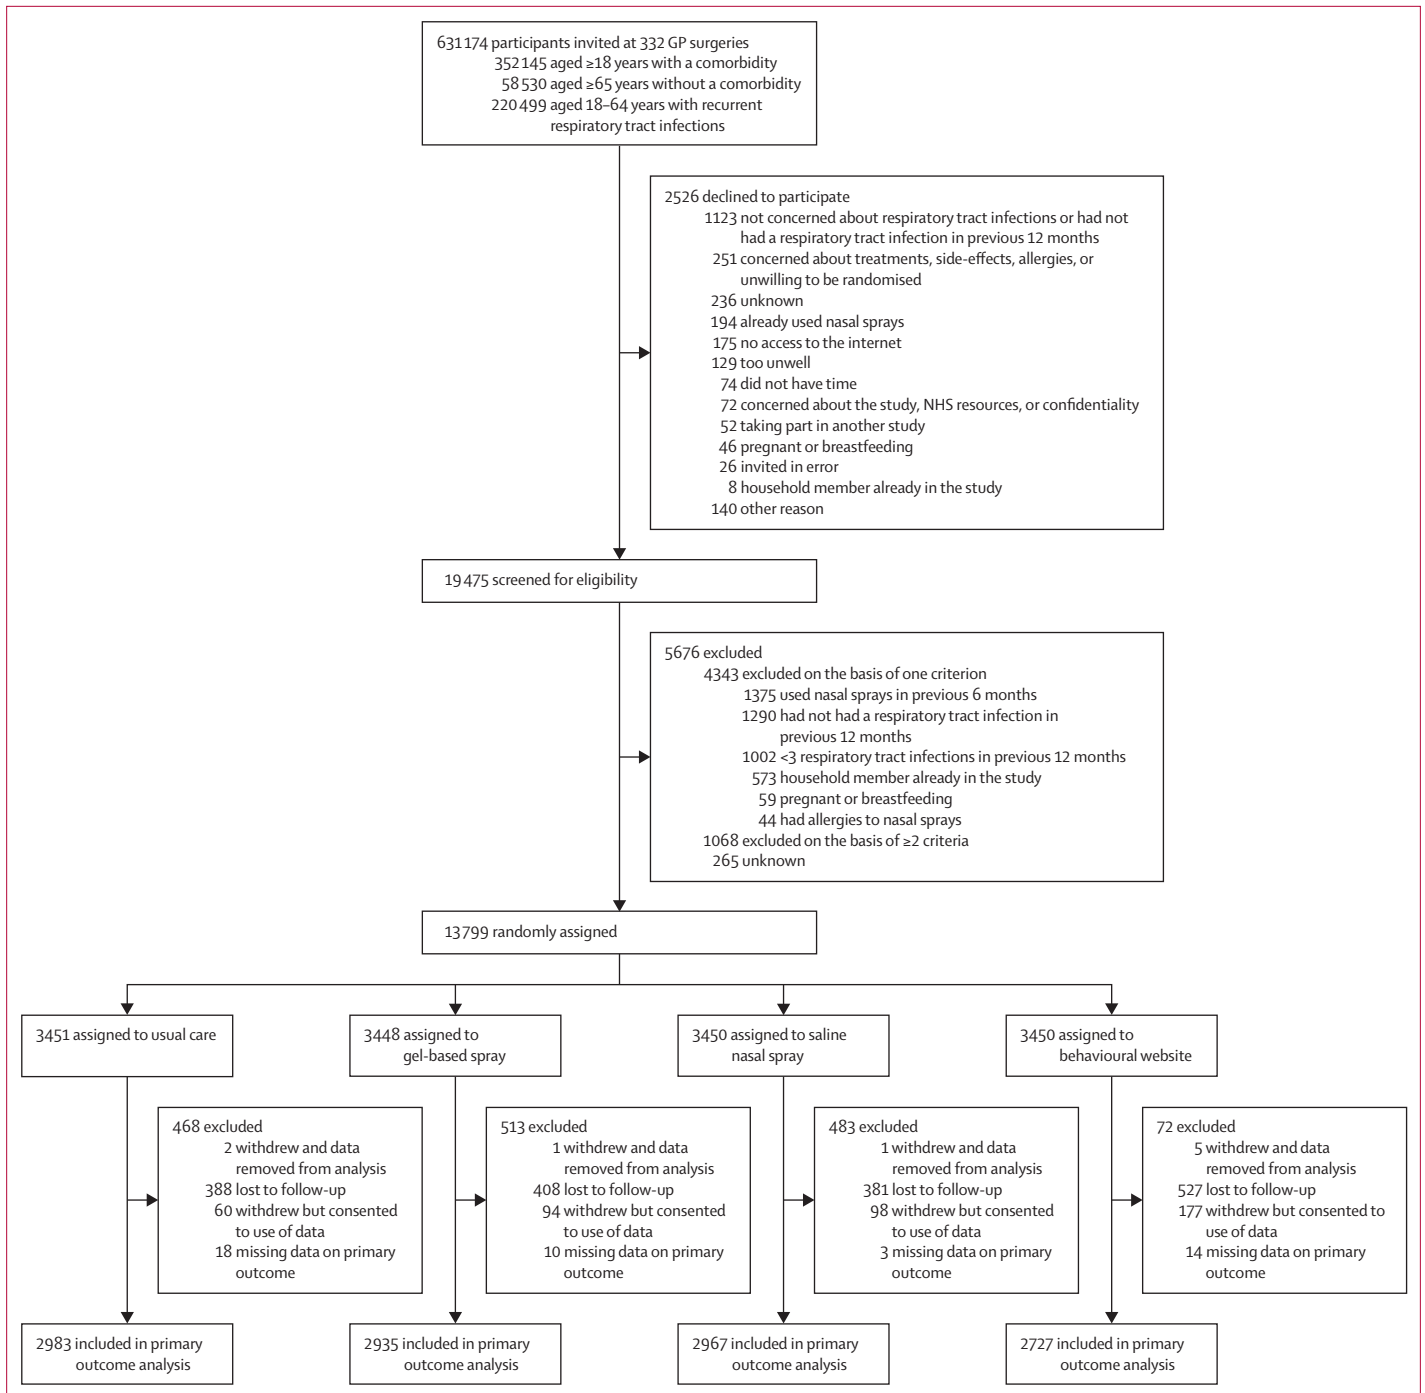 631174 participants invited at 332 GP surgeries
352145 aged ≥18 years with a comorbidity
58530 aged ≥65 years without a comorbidity
220499 aged 18–64 years with recurrent
respiratory tract infections
2526 declined to participate
1123 not concerned about respiratory tract infections or had not
had a respiratory tract infection in previous 12 months
251 concerned about treatments, side-effects, allergies, or
unwilling to be randomised
236 unknown
194 already used nasal sprays
175 no access to the internet
129 too unwell
74 did not have time
72 concerned about the study, NHS resources, or confidentiality
52 taking part in another study
46 pregnant or breastfeeding
26 invited in error
8 household member already in the study
140 other reason
19475 screened for eligibility
5676 excluded
4343 excluded on the basis of one criterion
1375 used nasal sprays in previous 6 months
1290 had not had a respiratory tract infection in
previous 12 months
1002 <3 respiratory tract infections in previous 12 months
573 household member already in the study
59 pregnant or breastfeeding
44 had allergies to nasal sprays
1068 excluded on the basis of ≥2 criteria
265 unknown
13799 randomly assigned
3451 assigned to usual care
3448 assigned to
gel-based spray
3450 assigned to saline
nasal spray
3450 assigned to
behavioural website
468 excluded
2 withdrew and data
removed from analysis
388 lost to follow-up
60 withdrew but consented
to use of data
18 missing data on primary
outcome
513 excluded
1 withdrew and data
removed from analysis
408 lost to follow-up
94 withdrew but consented
to use of data
10 missing data on primary
outcome
483 excluded
1 withdrew and data
removed from analysis
381 lost to follow-up
98 withdrew but consented
to use of data
3 missing data on primary
outcome
72 excluded
5 withdrew and data
removed from analysis
527 lost to follow-up
177 withdrew but consented to
use of data
14 missing data on primary
outcome
2983 included in primary
outcome analysis
2935 included in primary
outcome analysis
2967 included in primary
outcome analysis
2727 included in primary
outcome analysis